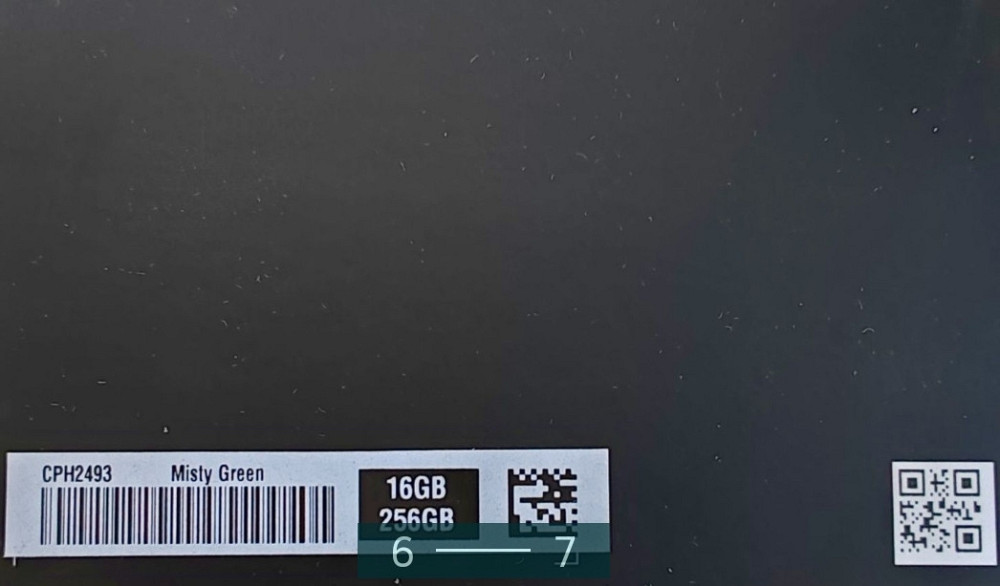 CPH2493 Misty Green
16GB
256GB
6 — 7